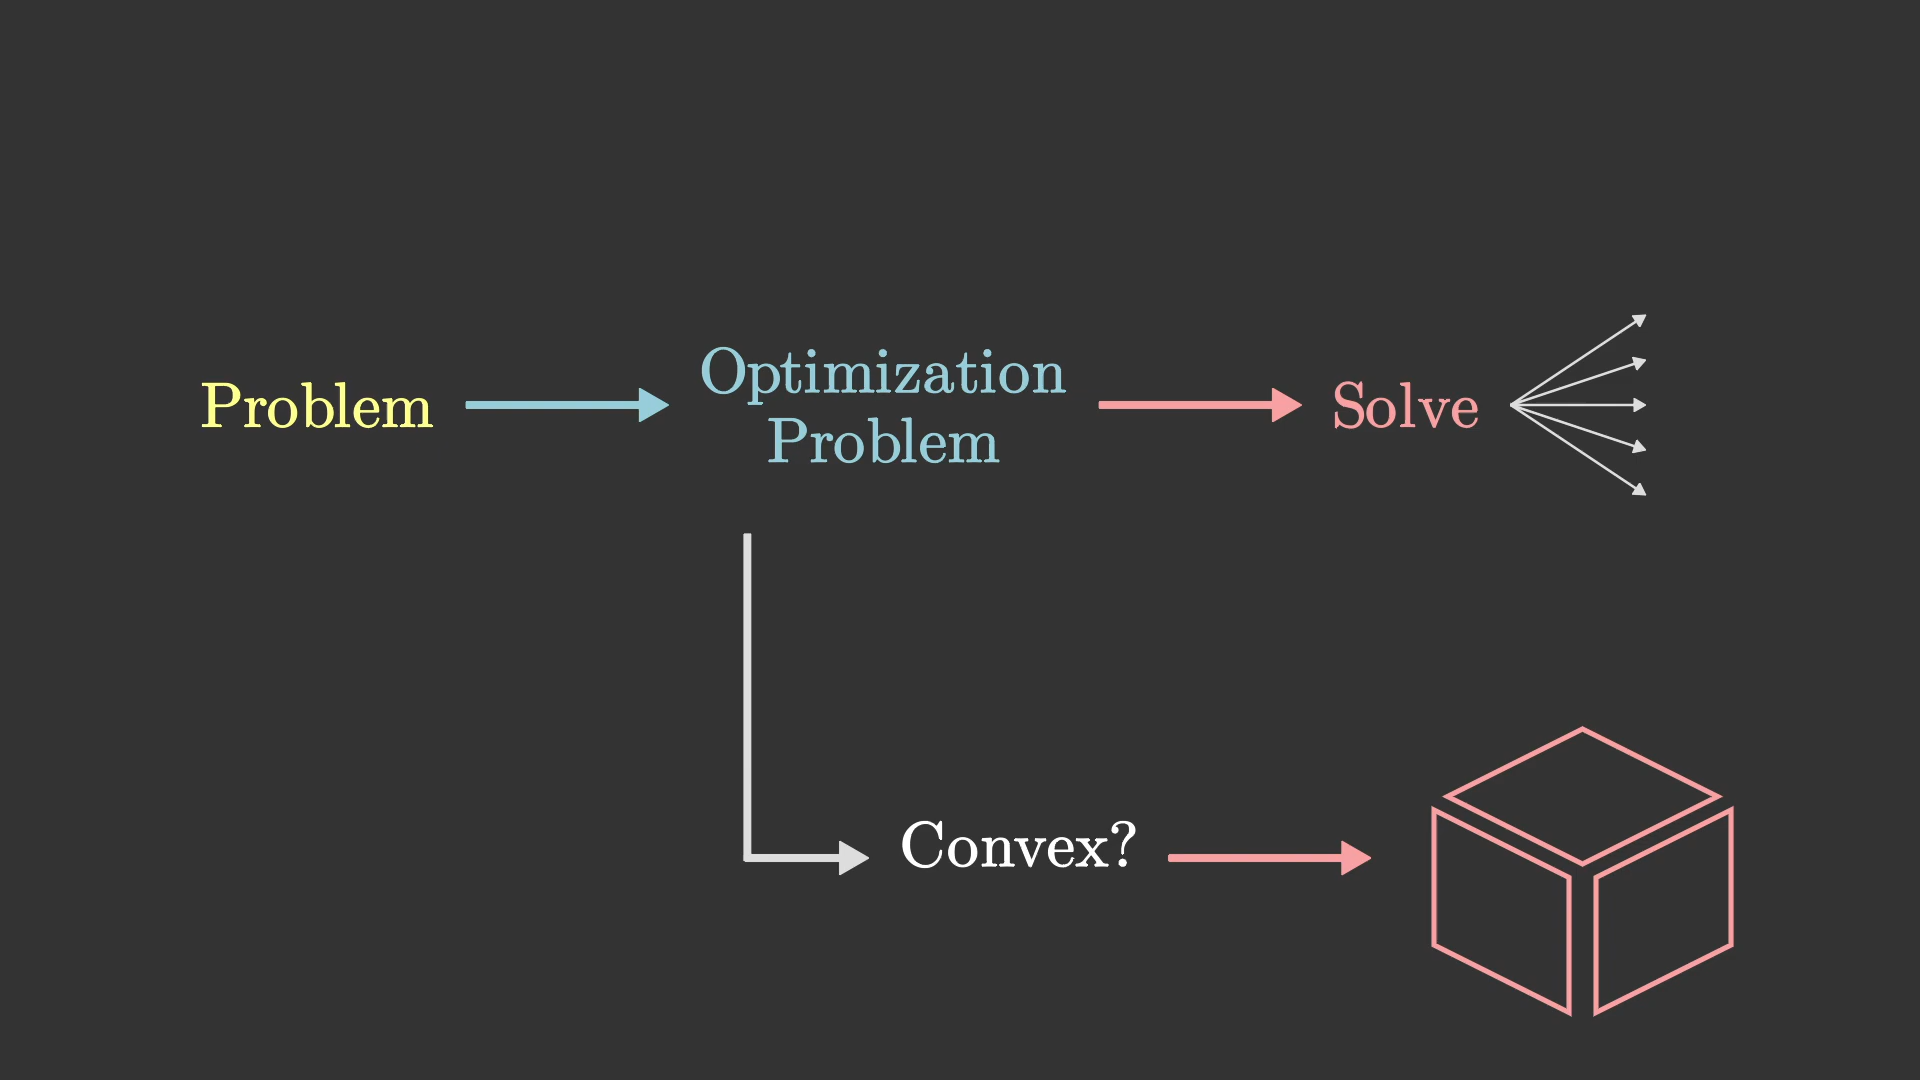 Problem
Optimization
Problem
Solve
Convex?